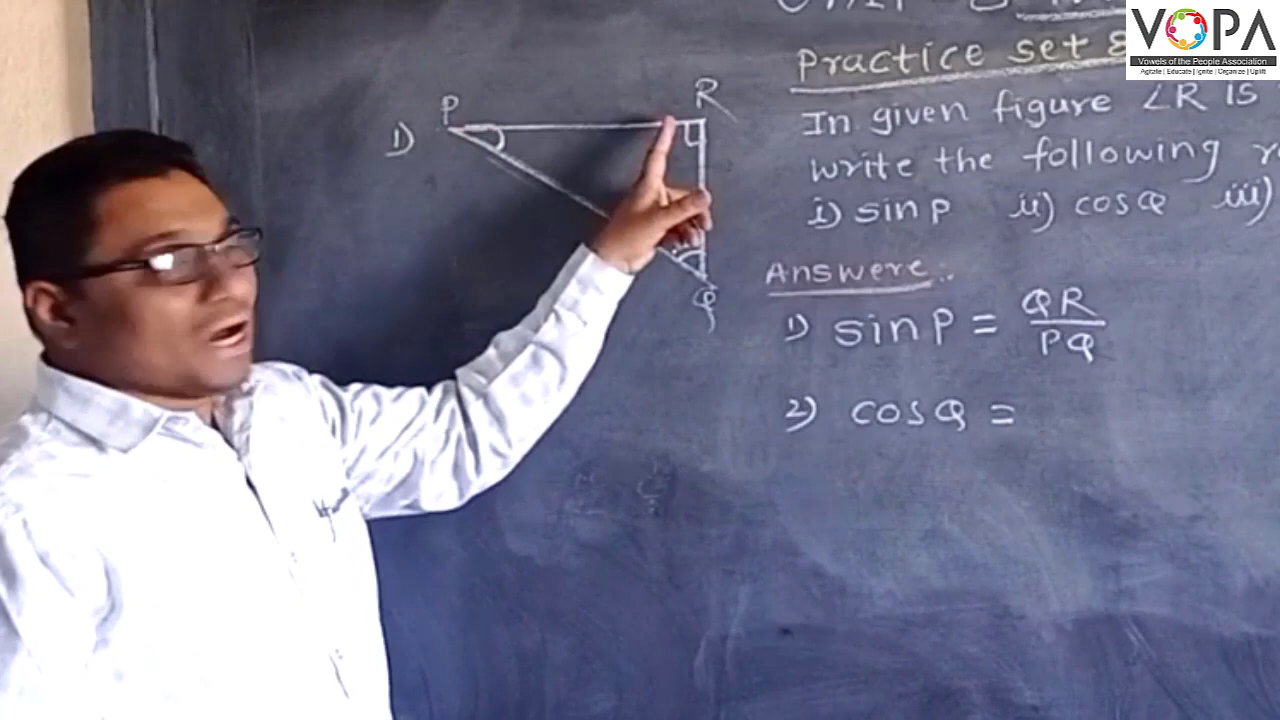 VOPA
Vowels of the People Association
Agitate | Educate | Ignite | Organize | Uplift
Practice set 8
In given figure ∠R is
write the following
i) sin P ii) cos Q iii)
1)
P
R
Q
Answere:-
1) sin P = QR/PQ
2) cos Q =